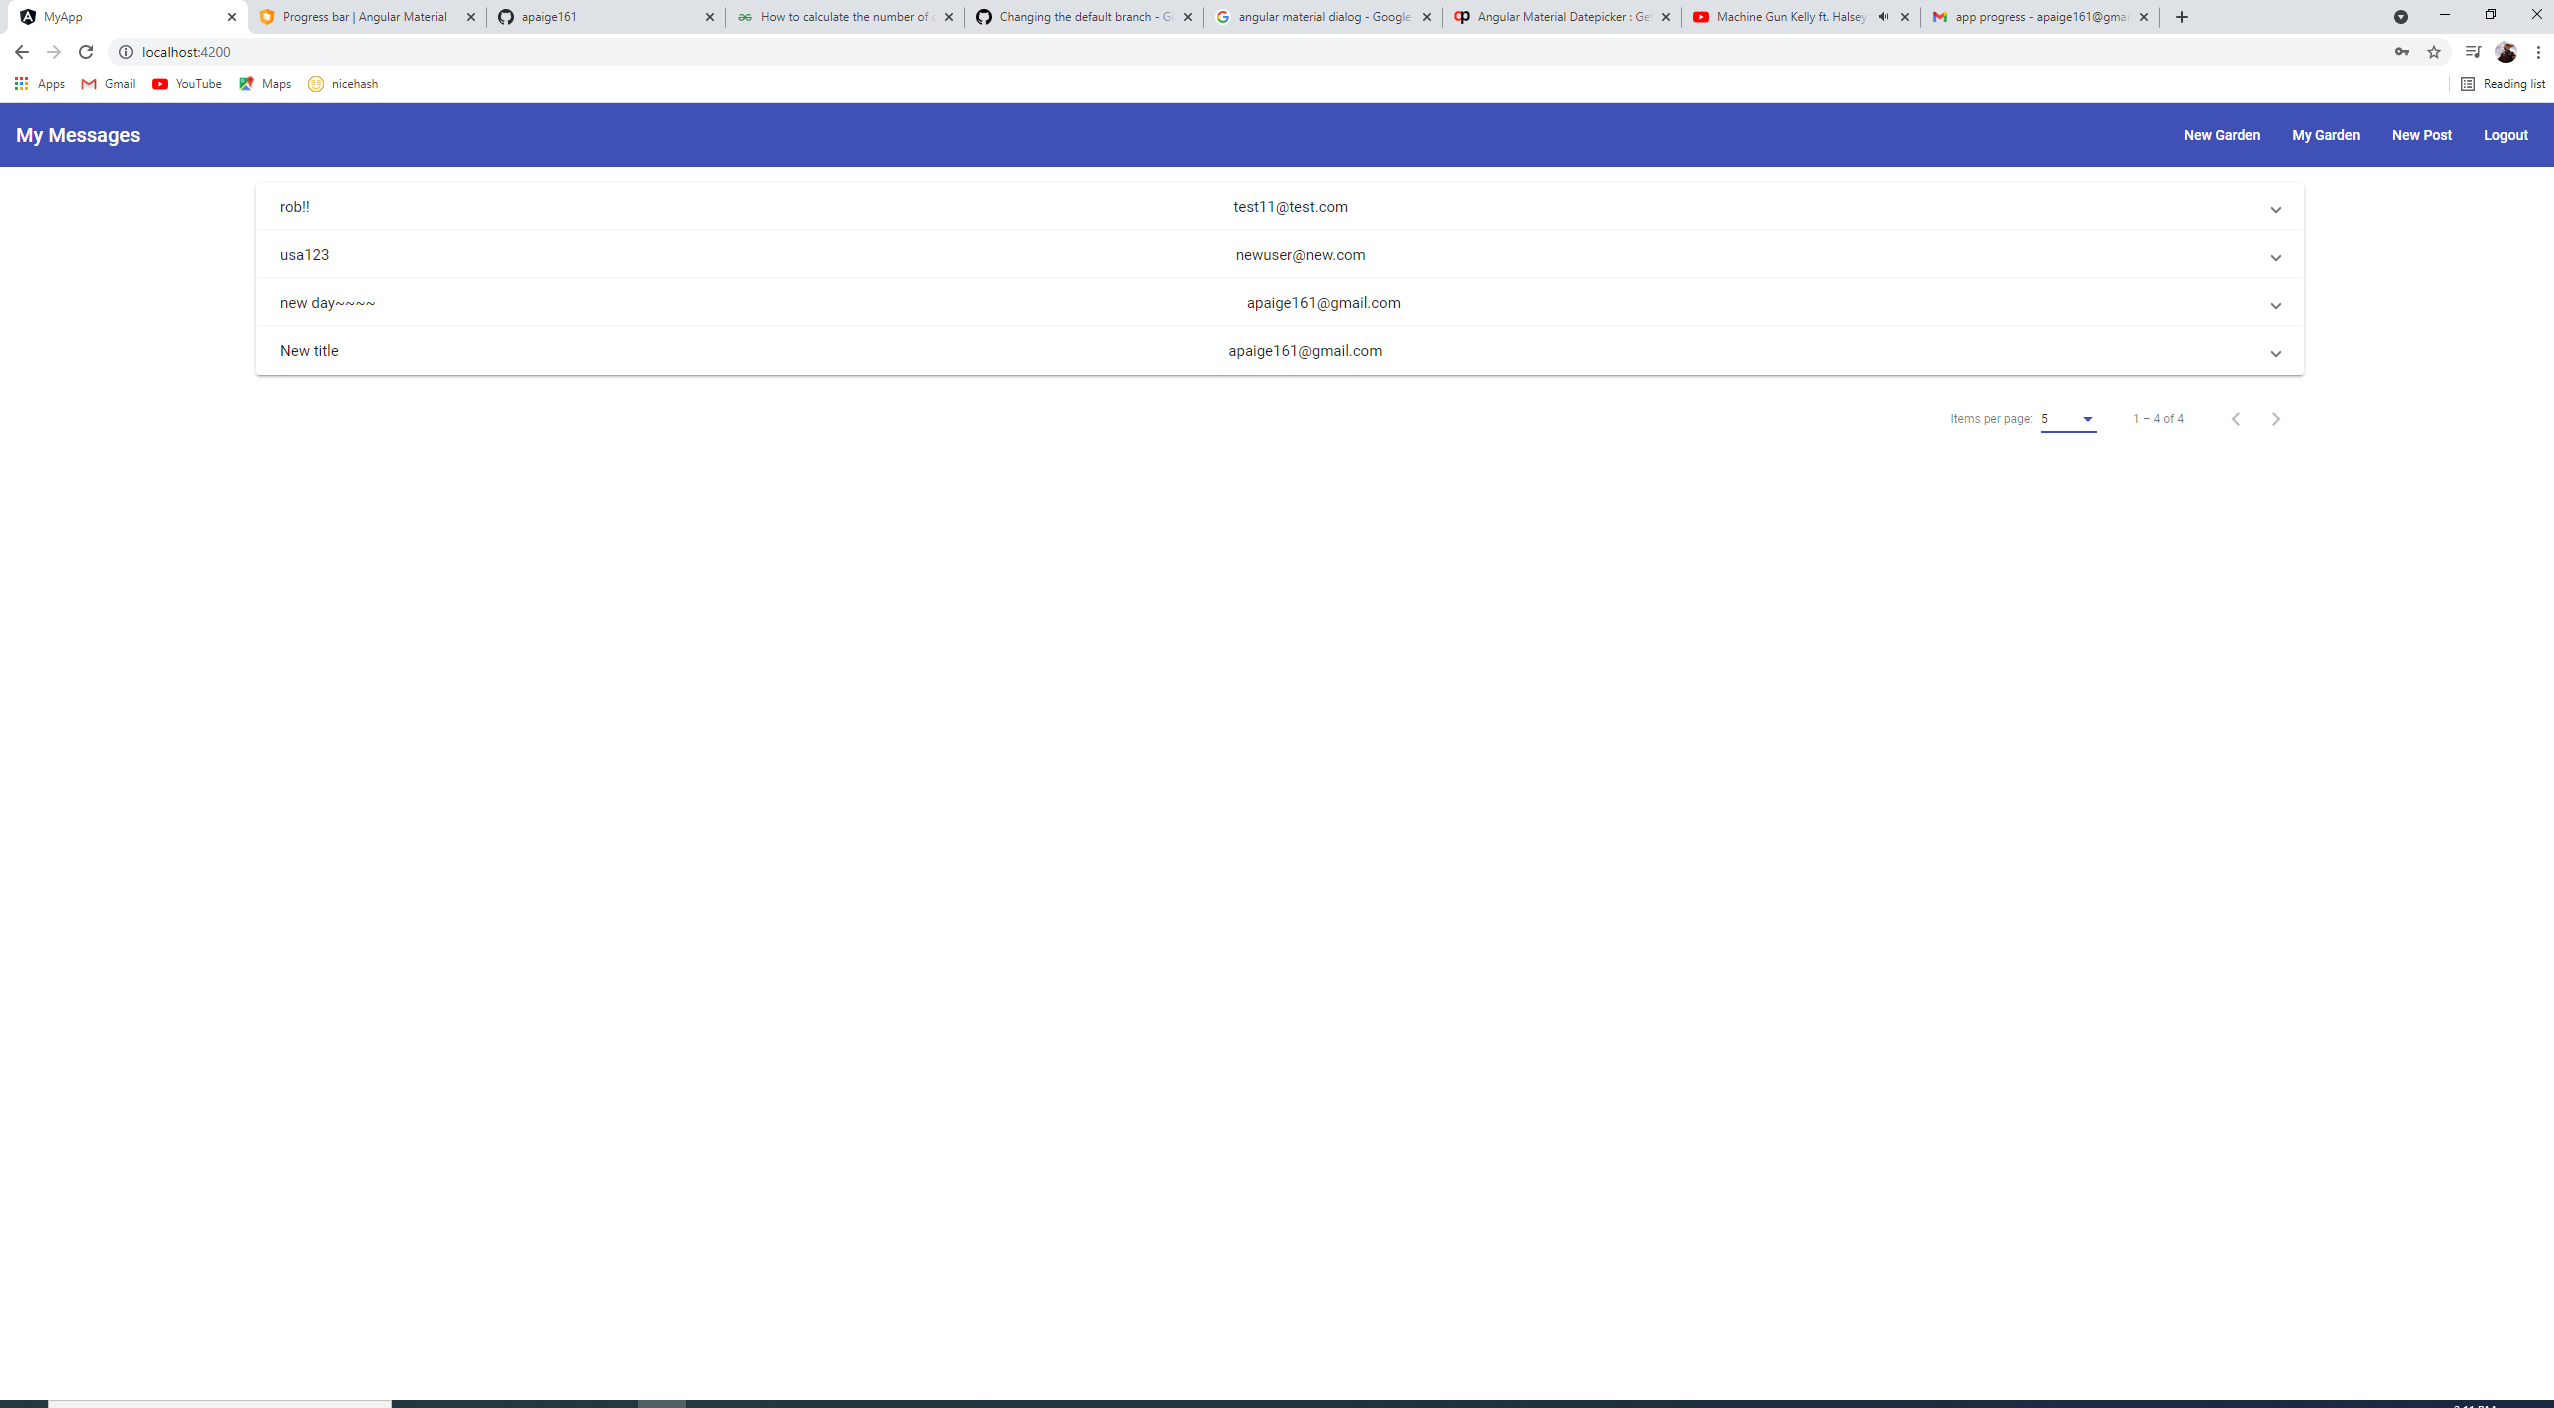 MyApp Progress bar | Angular Material apaige161 How to calculate the number of Changing the default branch - Gi angular material dialog - Google Angular Material Datepicker : Ge Machine Gun Kelly ft. Halsey app progress - apaige161@gmai
localhost:4200
Apps Gmail YouTube Maps nicehash Reading list
My Messages New Garden My Garden New Post Logout
rob!! test11@test.com
usa123 newuser@new.com
new day~~~~ apaige161@gmail.com
New title apaige161@gmail.com
Items per page: 5 1 – 4 of 4